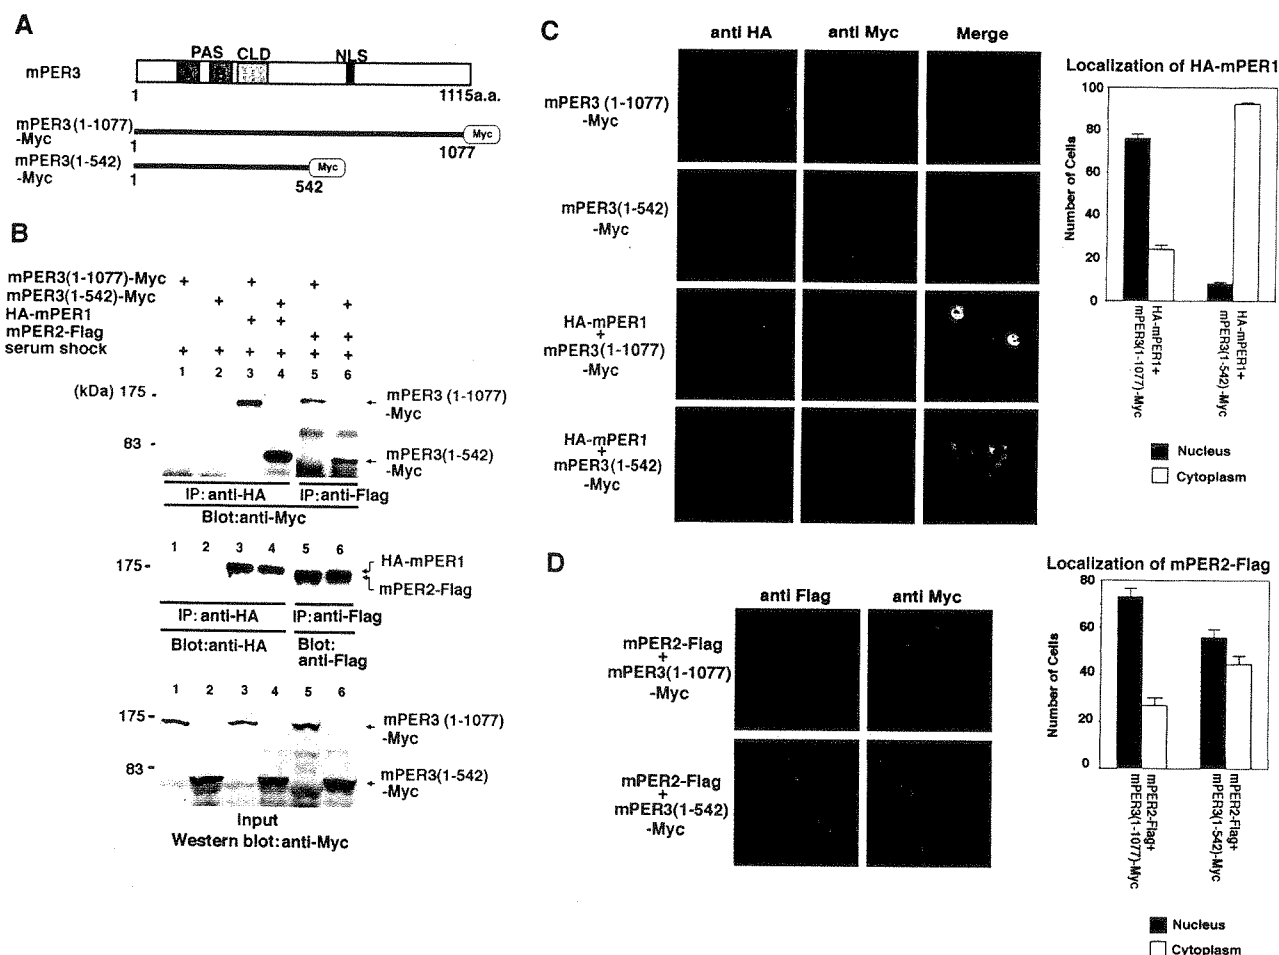 A
PAS CLD NLS
mPER3
1 1115a.a.
mPER3(1-1077)
-Myc
Myc
1 1077
mPER3(1-542)
-Myc
Myc
1 542
B
mPER3(1-1077)-Myc + + +
mPER3(1-542)-Myc + + +
HA-mPER1 + +
mPER2-Flag + +
serum shock + + + + + +
1 2 3 4 5 6
(kDa) 175 -
mPER3 (1-1077)
-Myc
83 -
mPER3(1-542)
-Myc
IP:anti-HA IP:anti-Flag
Blot:anti-Myc
1 2 3 4 5 6
175 -
HA-mPER1
mPER2-Flag
IP:anti-HA IP:anti-Flag
Blot:anti-HA Blot:
anti-Flag
1 2 3 4 5 6
175 -
mPER3 (1-1077)
-Myc
83 -
mPER3(1-542)
-Myc
Input
Western blot:anti-Myc
C
anti HA anti Myc Merge
mPER3 (1-1077)
-Myc
mPER3(1-542)
-Myc
HA-mPER1
+
mPER3(1-1077)
-Myc
HA-mPER1
+
mPER3(1-542)
-Myc
Localization of HA-mPER1
100
80
60
40
20
0
Number of Cells
HA-mPER1+
mPER3(1-1077)-Myc
HA-mPER1+
mPER3(1-542)-Myc
Nucleus
Cytoplasm
D
anti Flag anti Myc
mPER2-Flag
+
mPER3(1-1077)
-Myc
mPER2-Flag
+
mPER3(1-542)
-Myc
Localization of mPER2-Flag
80
60
40
20
0
Number of Cells
mPER2-Flag+
mPER3(1-1077)-Myc
mPER2-Flag+
mPER3(1-542)-Myc
Nucleus
Cytoplasm